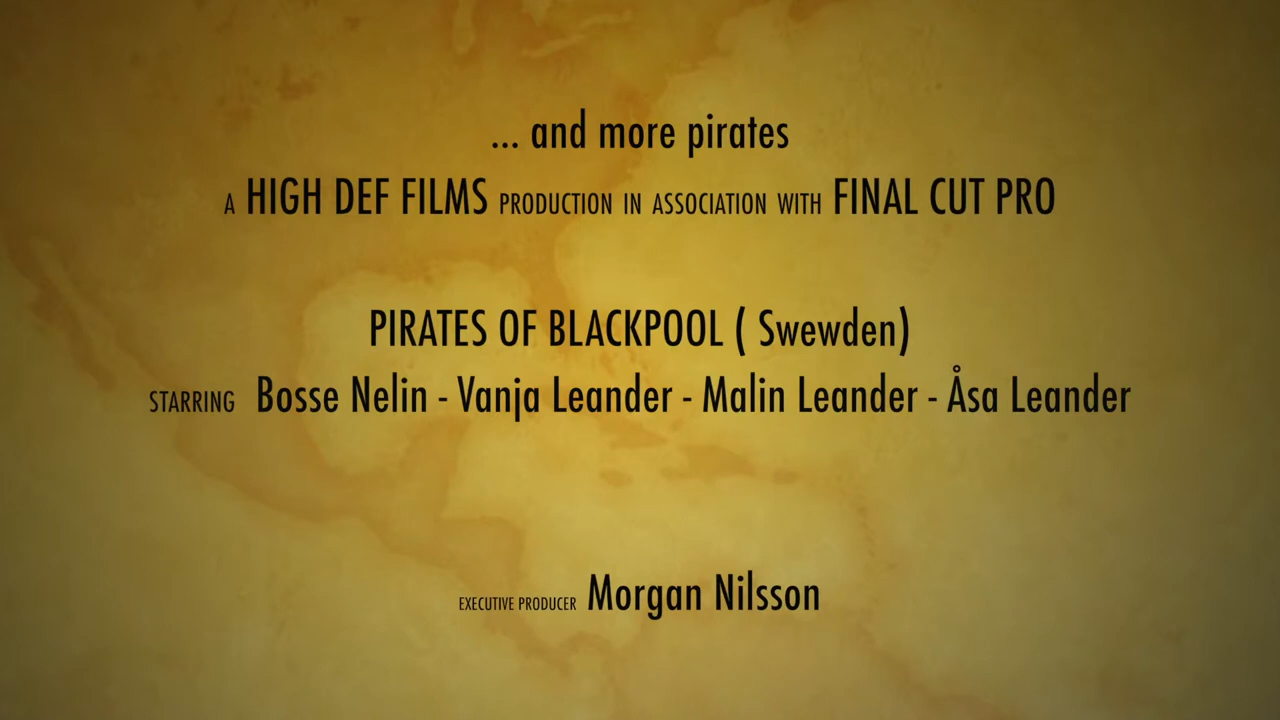 ... and more pirates
A HIGH DEF FILMS PRODUCTION IN ASSOCIATION WITH FINAL CUT PRO
PIRATES OF BLACKPOOL ( Swewden)
STARRING Bosse Nelin - Vanja Leander - Malin Leander - Åsa Leander
EXECUTIVE PRODUCER Morgan Nilsson